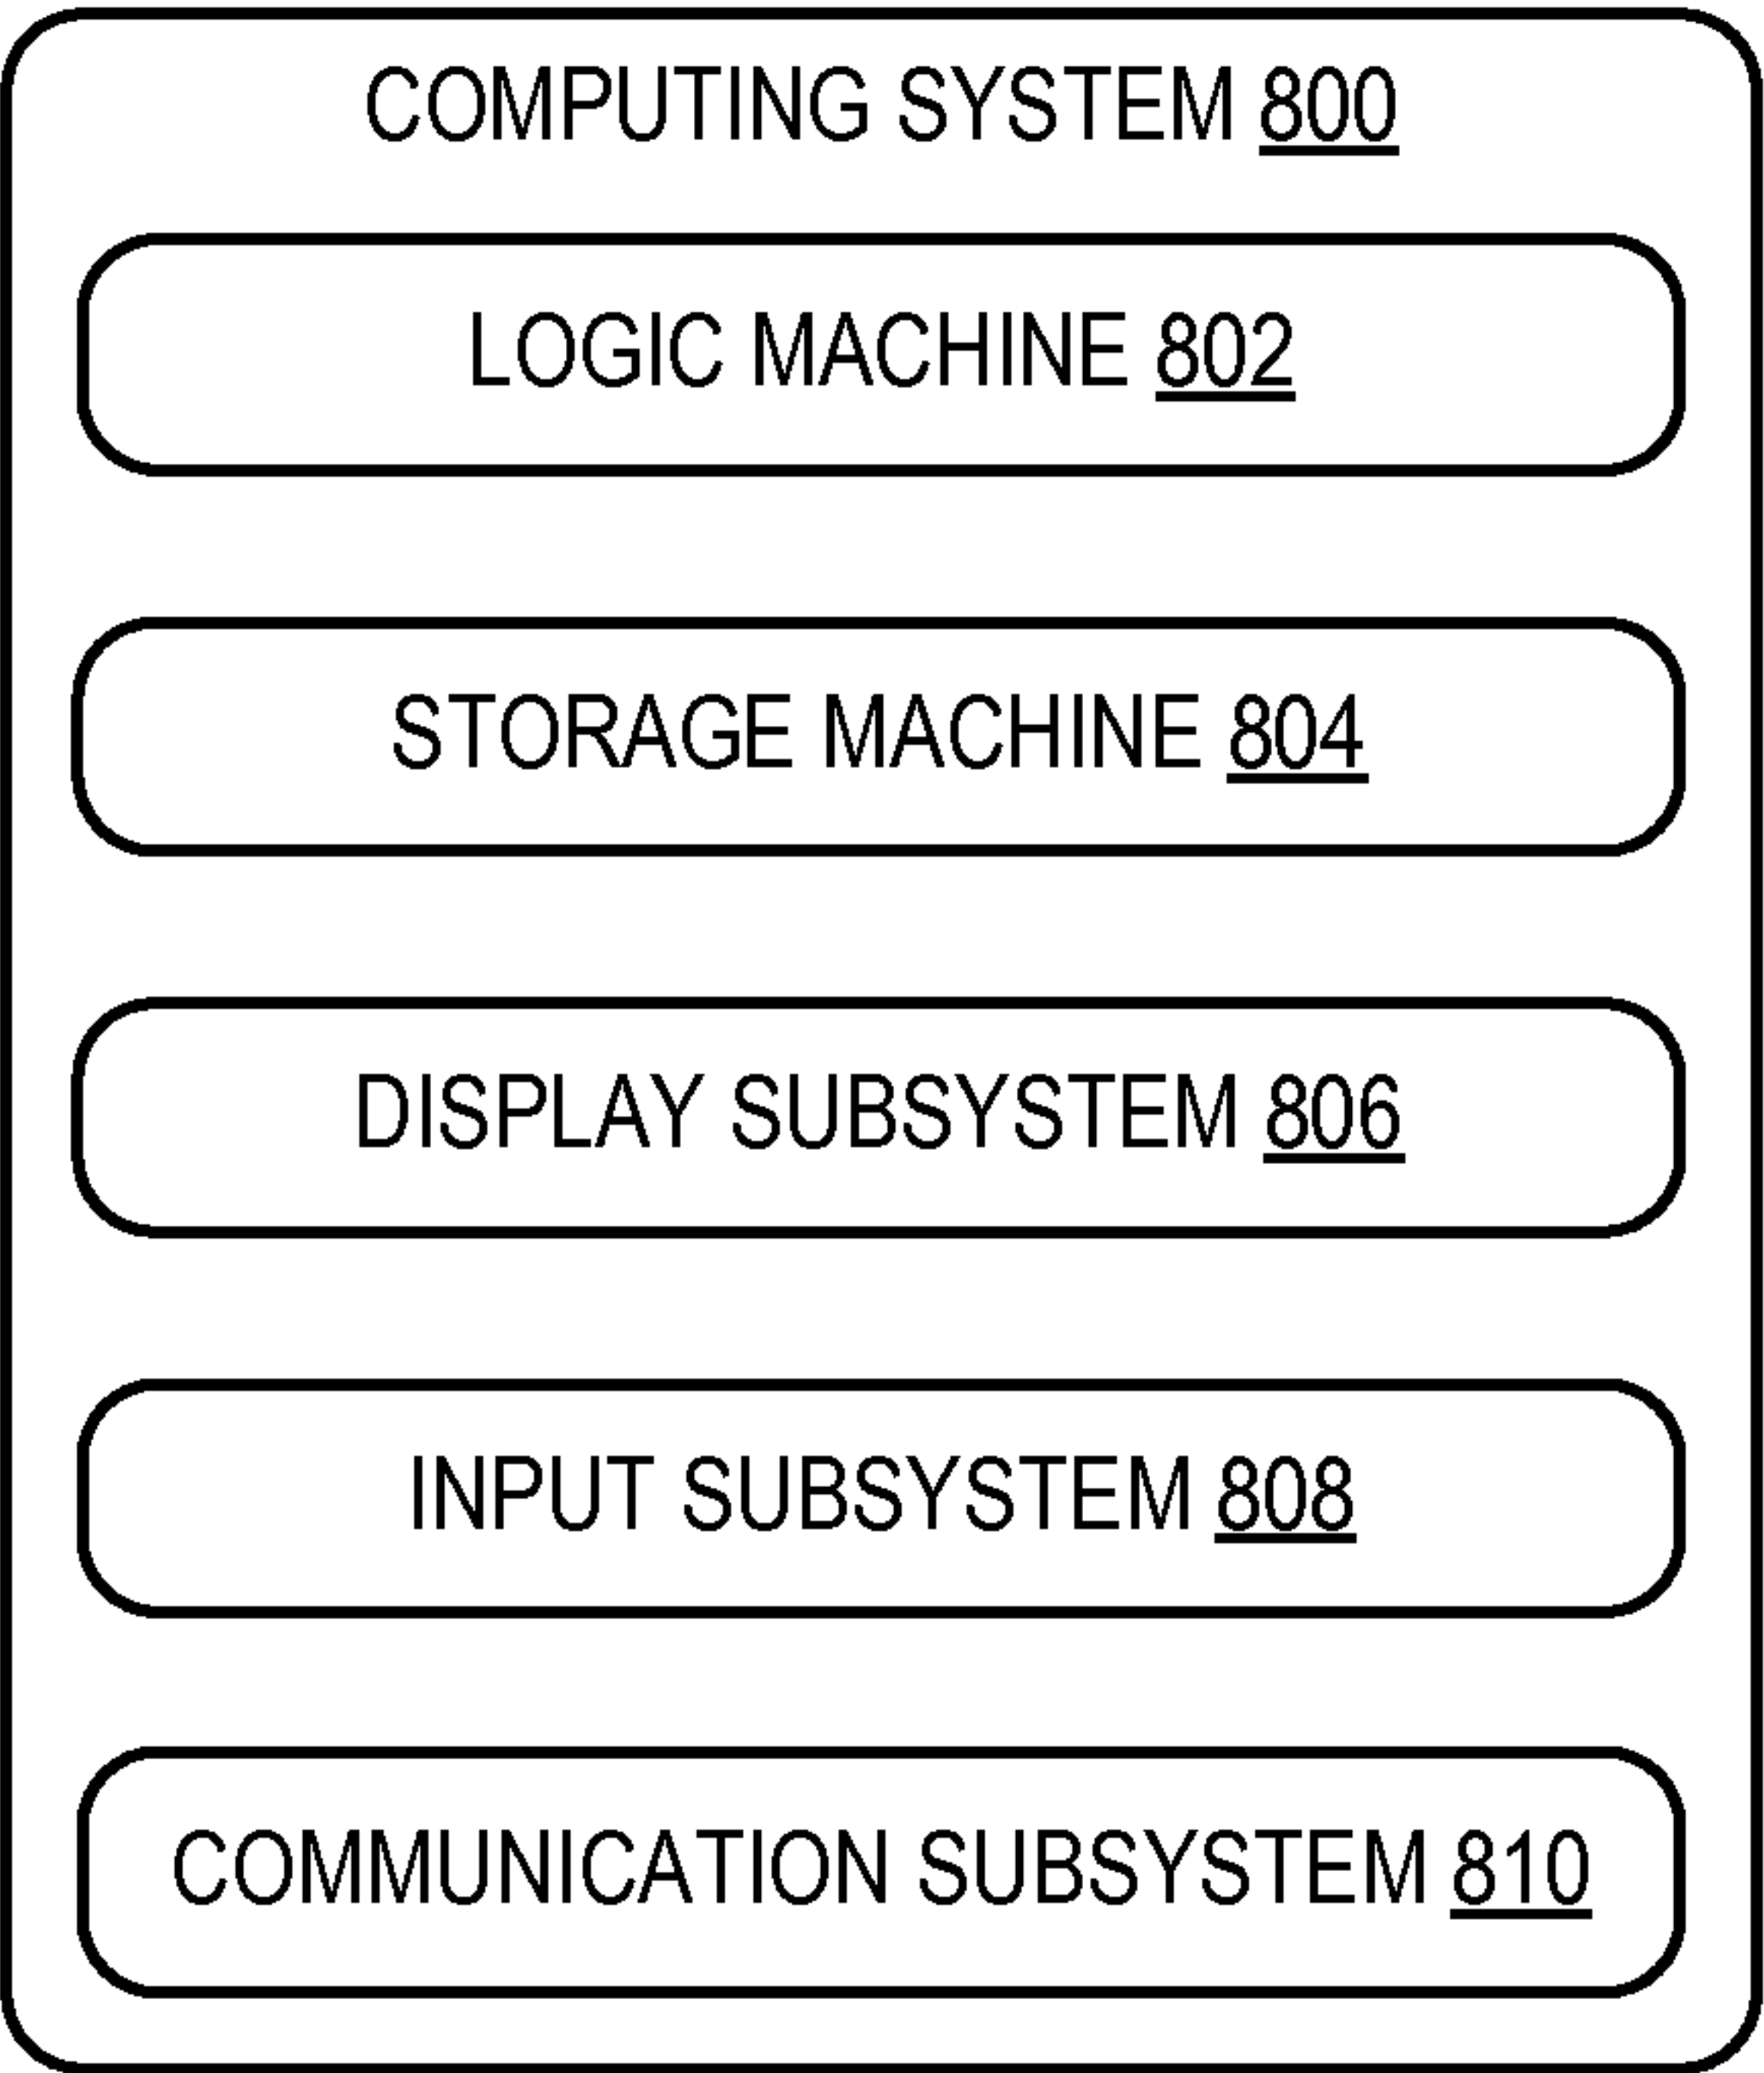 COMPUTING SYSTEM 800
LOGIC MACHINE 802
STORAGE MACHINE 804
DISPLAY SUBSYSTEM 806
INPUT SUBSYSTEM 808
COMMUNICATION SUBSYSTEM 810